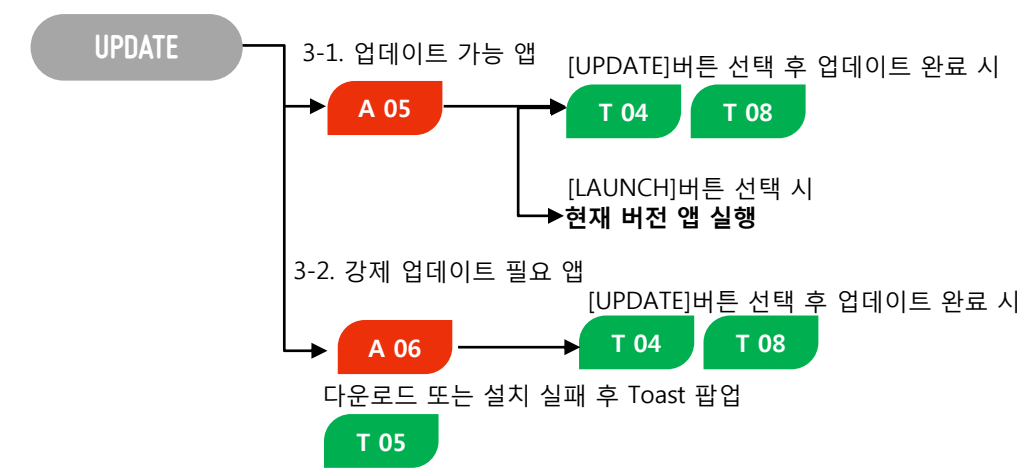 UPDATE
3-1. 업데이트 가능 앱
[UPDATE]버튼 선택 후 업데이트 완료 시
A 05
T 04
T 08
[LAUNCH]버튼 선택 시
현재 버전 앱 실행
3-2. 강제 업데이트 필요 앱
[UPDATE]버튼 선택 후 업데이트 완료 시
A 06
T 04
T 08
다운로드 또는 설치 실패 후 Toast 팝업
T 05